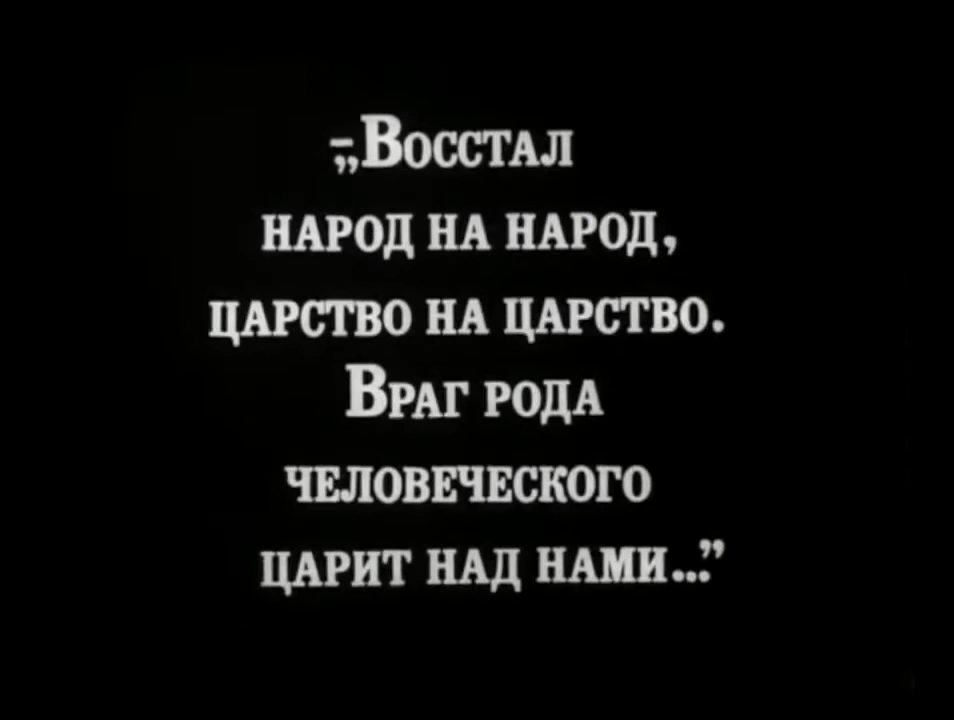 -„Восстал
народ на народ,
царство на царство.
Враг рода
человеческого
царит над нами...”